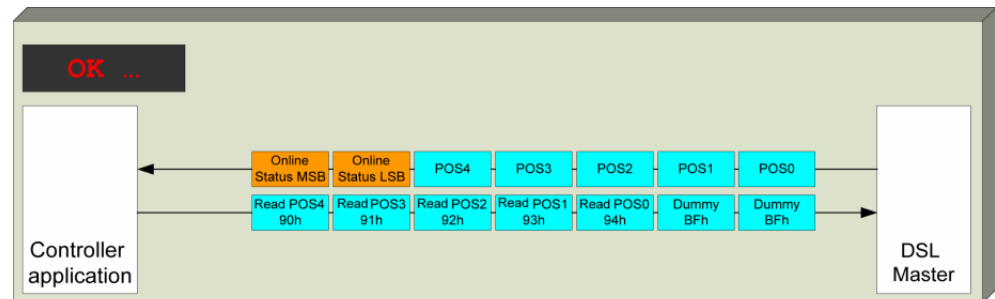 OK ...
Online Status MSB
Online Status LSB
POS4
POS3
POS2
POS1
POS0
Read POS4 90h
Read POS3 91h
Read POS2 92h
Read POS1 93h
Read POS0 94h
Dummy BFh
Dummy BFh
Controller application
DSL Master